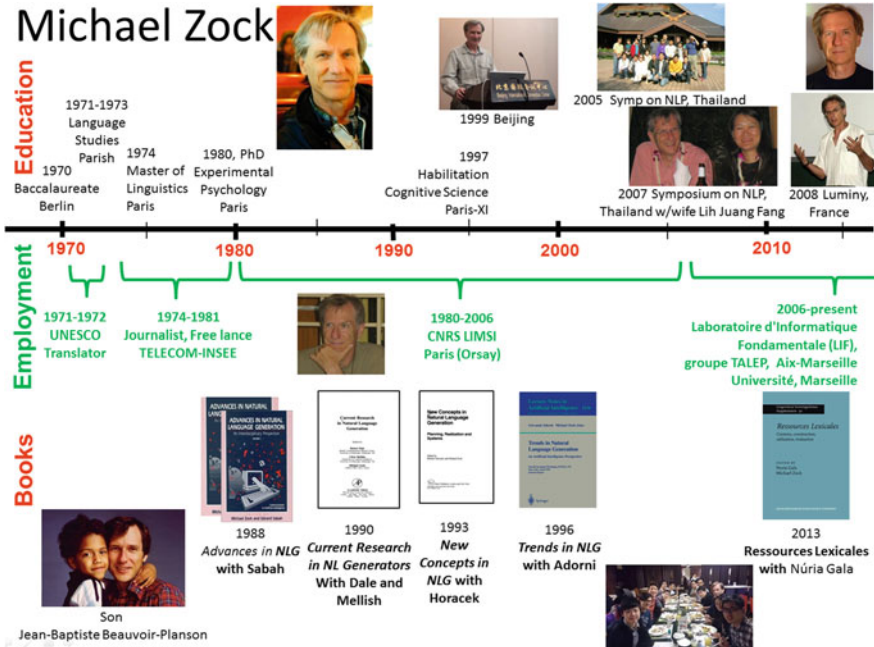 Michael Zock
Education
1971-1973
Language
Studies
Parish
1970
Baccalaureate
Berlin
1974
Master of
Linguistics
Paris
1980, PhD
Experimental
Psychology
Paris
1999 Beijing
1997
Habilitation
Cognitive Science
Paris-XI
2005 Symp on NLP, Thailand
2007 Symposium on NLP,
Thailand w/wife Lih Juang Fang
2008 Luminy,
France
1970
1980
1990
2000
2010
Employment
1971-1972
UNESCO
Translator
1974-1981
Journalist, Free lance
TELECOM-INSEE
1980-2006
CNRS LIMSI
Paris (Orsay)
2006-present
Laboratoire d'Informatique
Fondamentale (LIF),
groupe TALEP, Aix-Marseille
Université, Marseille
Books
ADVANCES IN NATURAL
ADVANCES IN NATURAL
LANGUAGE GENERATION
Current Research
in Natural Language
Generation
New Concepts in
Natural Language
Generation
Planning, Realization and
Systems
Trends in Natural
Language Generation
Ressources Lexicales
1988
Advances in NLG
with Sabah
1990
Current Research
in NL Generators
With Dale and
Mellish
1993
New
Concepts in
NLG with
Horacek
1996
Trends in NLG
with Adorni
2013
Ressources Lexicales
with Núria Gala
Son
Jean-Baptiste Beauvoir-Planson